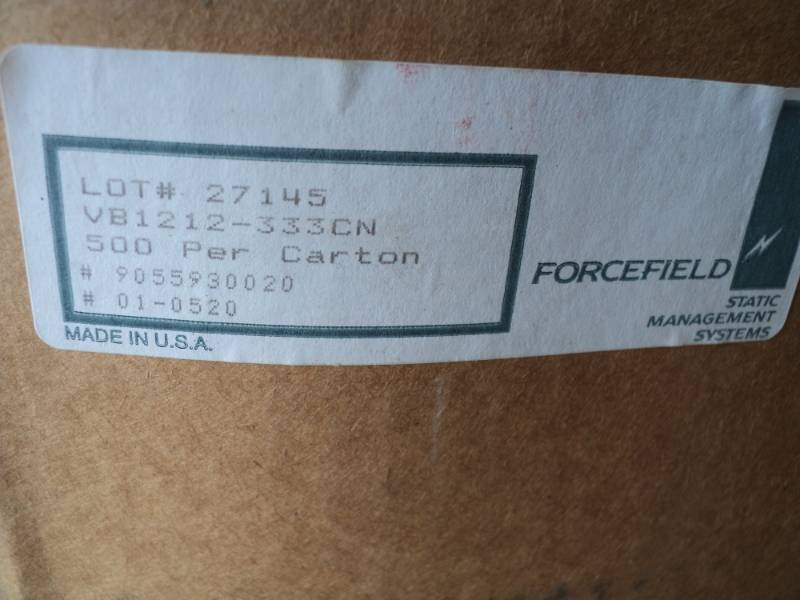 LOT# 27145
VB1212-333CN
500 Per Carton
# 9055930020
# 01-0520
MADE IN U.S.A.
FORCEFIELD
STATIC
MANAGEMENT
SYSTEMS